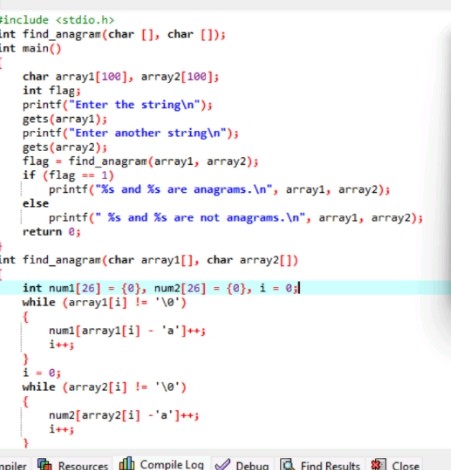 #include <stdio.h>
int find_anagram(char [], char []);
int main()
{
    char array1[100], array2[100];
    int flag;
    printf("Enter the string\n");
    gets(array1);
    printf("Enter another string\n");
    gets(array2);
    flag = find_anagram(array1, array2);
    if (flag == 1)
        printf("%s and %s are anagrams.\n", array1, array2);
    else
        printf(" %s and %s are not anagrams.\n", array1, array2);
    return 0;
}
int find_anagram(char array1[], char array2[])
{
    int num1[26] = {0}, num2[26] = {0}, i = 0;
    while (array1[i] != '\0')
    {
        num1[array1[i] - 'a']++;
        i++;
    }
    i = 0;
    while (array2[i] != '\0')
    {
        num2[array2[i] -'a']++;
        i++;
    }
mpiler Resources Compile Log Debug Find Results Close